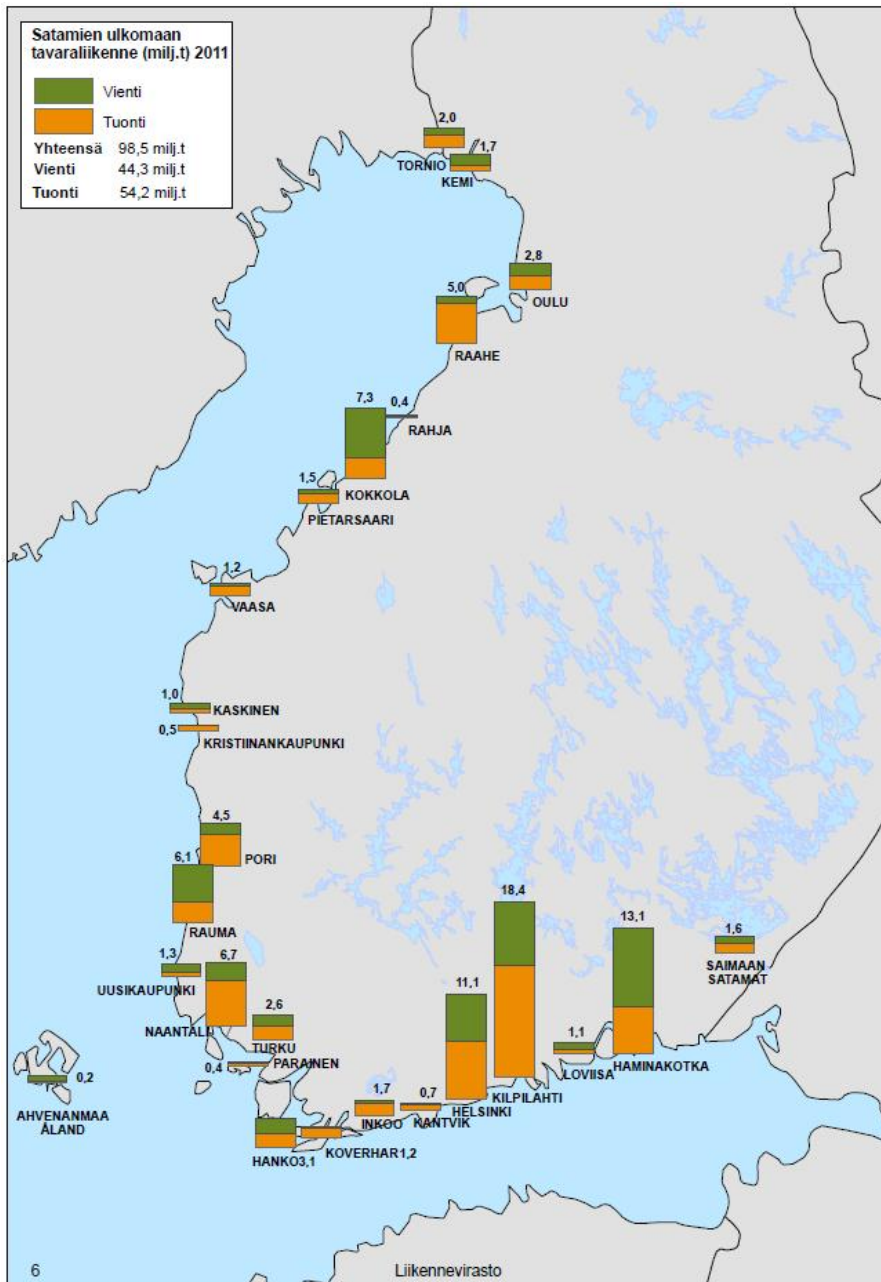 Satamien ulkomaan
tavaraliikenne (milj.t) 2011
Vienti
Tuonti
Yhteensä 98,5 milj.t
Vienti 44,3 milj.t
Tuonti 54,2 milj.t
2,0
TORNIO
1,7
KEMI
2,8
OULU
5,0
RAAHE
7,3
KOKKOLA
0,4
RAHJA
1,5
PIETARSAARI
1,2
VAASA
1,0
KASKINEN
0,5
KRISTIINANKAUPUNKI
4,5
PORI
6,1
RAUMA
18,4
KILPILAHTI
13,1
HAMINAKOTKA
1,6
SAIMAAN
SATAMAT
1,3
UUSIKAUPUNKI
6,7
NAANTALI
11,1
HELSINKI
2,6
TURKU
1,1
LOVIISA
0,4
PARAINEN
0,2
AHVENANMAA
ÅLAND
1,7
INKOO
0,7
KANTVIK
HANKO3,1
KOVERHAR1,2
6
Liikennevirasto